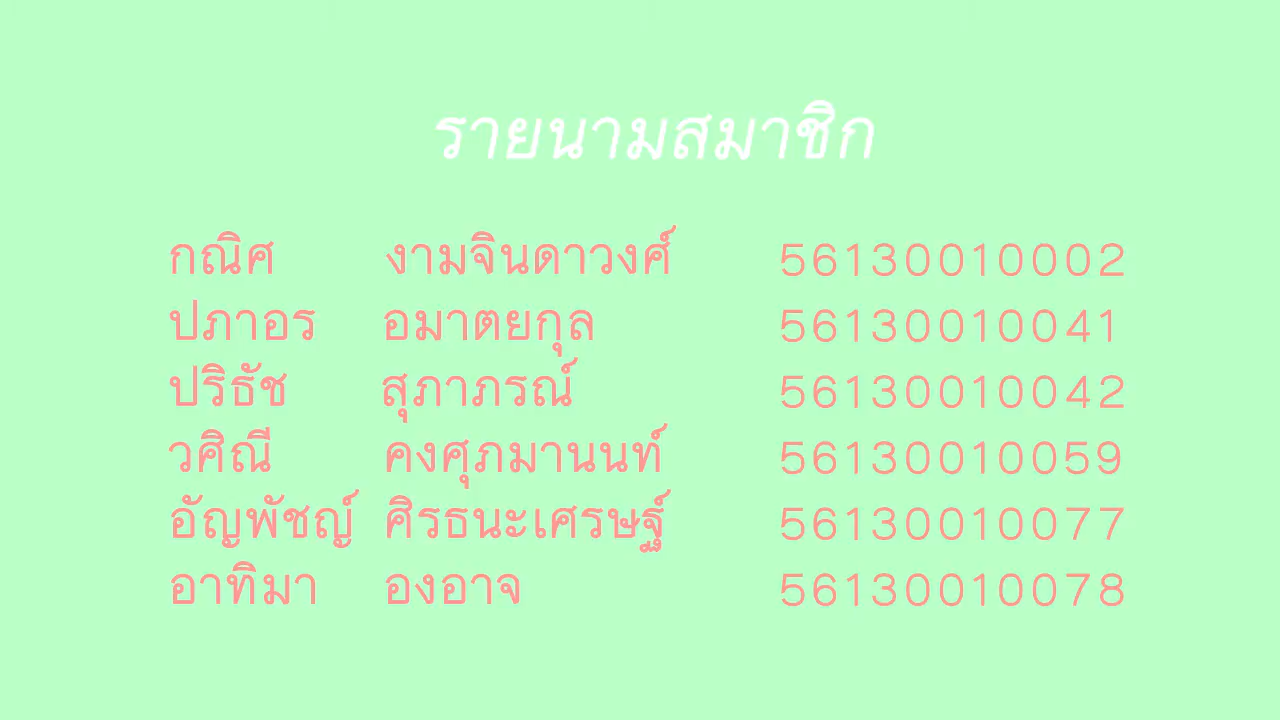 รายนามสมาชิก
กณิศ งามจินดาวงศ์ 56130010002
ปภาอร อมาตยกุล 56130010041
ปริธัช สุภาภรณ์ 56130010042
วศิณี คงศุภมานนท์ 56130010059
อัญพัชญ์ ศิรธนะเศรษฐ์ 56130010077
อาทิมา องอาจ 56130010078